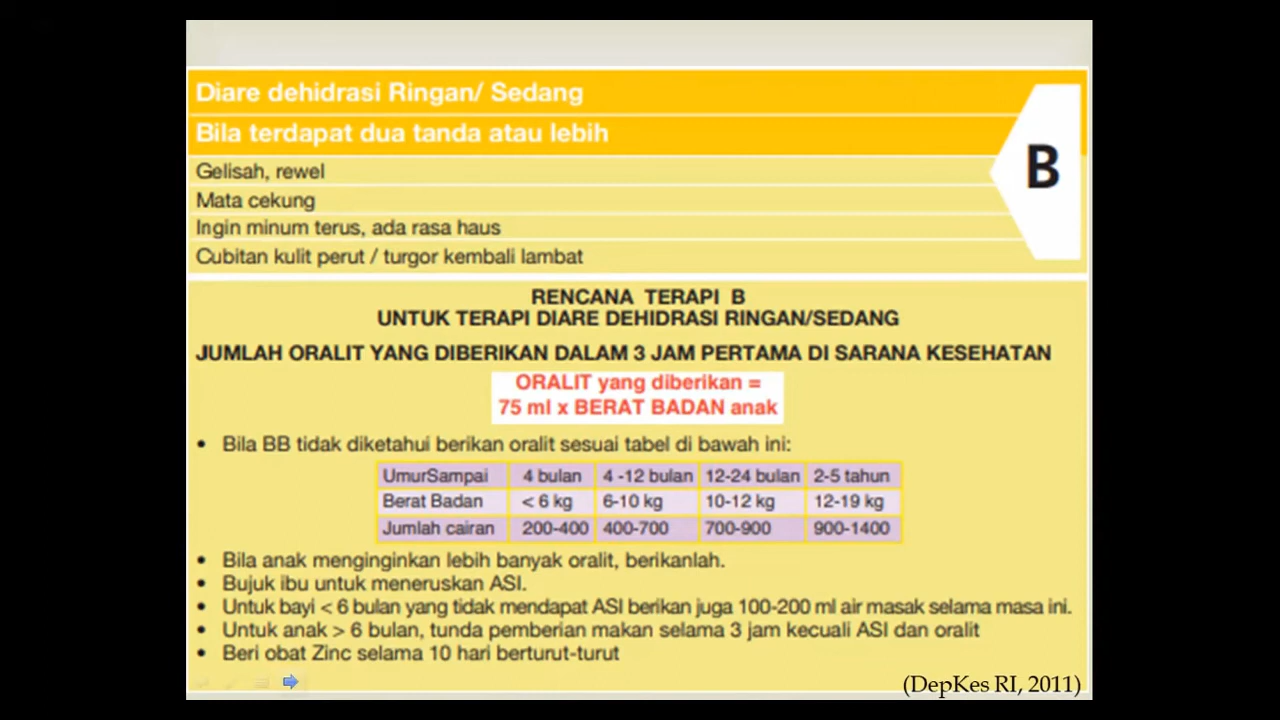 Diare dehidrasi Ringan/ Sedang
Bila terdapat dua tanda atau lebih
B
Gelisah, rewel
Mata cekung
Ingin minum terus, ada rasa haus
Cubitan kulit perut / turgor kembali lambat
RENCANA TERAPI B
UNTUK TERAPI DIARE DEHIDRASI RINGAN/SEDANG
JUMLAH ORALIT YANG DIBERIKAN DALAM 3 JAM PERTAMA DI SARANA KESEHATAN
ORALIT yang diberikan =
75 ml x BERAT BADAN anak
• Bila BB tidak diketahui berikan oralit sesuai tabel di bawah ini:
UmurSampai 4 bulan 4 -12 bulan 12-24 bulan 2-5 tahun
Berat Badan < 6 kg 6-10 kg 10-12 kg 12-19 kg
Jumlah cairan 200-400 400-700 700-900 900-1400
• Bila anak menginginkan lebih banyak oralit, berikanlah.
• Bujuk ibu untuk meneruskan ASI.
• Untuk bayi < 6 bulan yang tidak mendapat ASI berikan juga 100-200 ml air masak selama masa ini.
• Untuk anak > 6 bulan, tunda pemberian makan selama 3 jam kecuali ASI dan oralit
• Beri obat Zinc selama 10 hari berturut-turut
(DepKes RI, 2011)